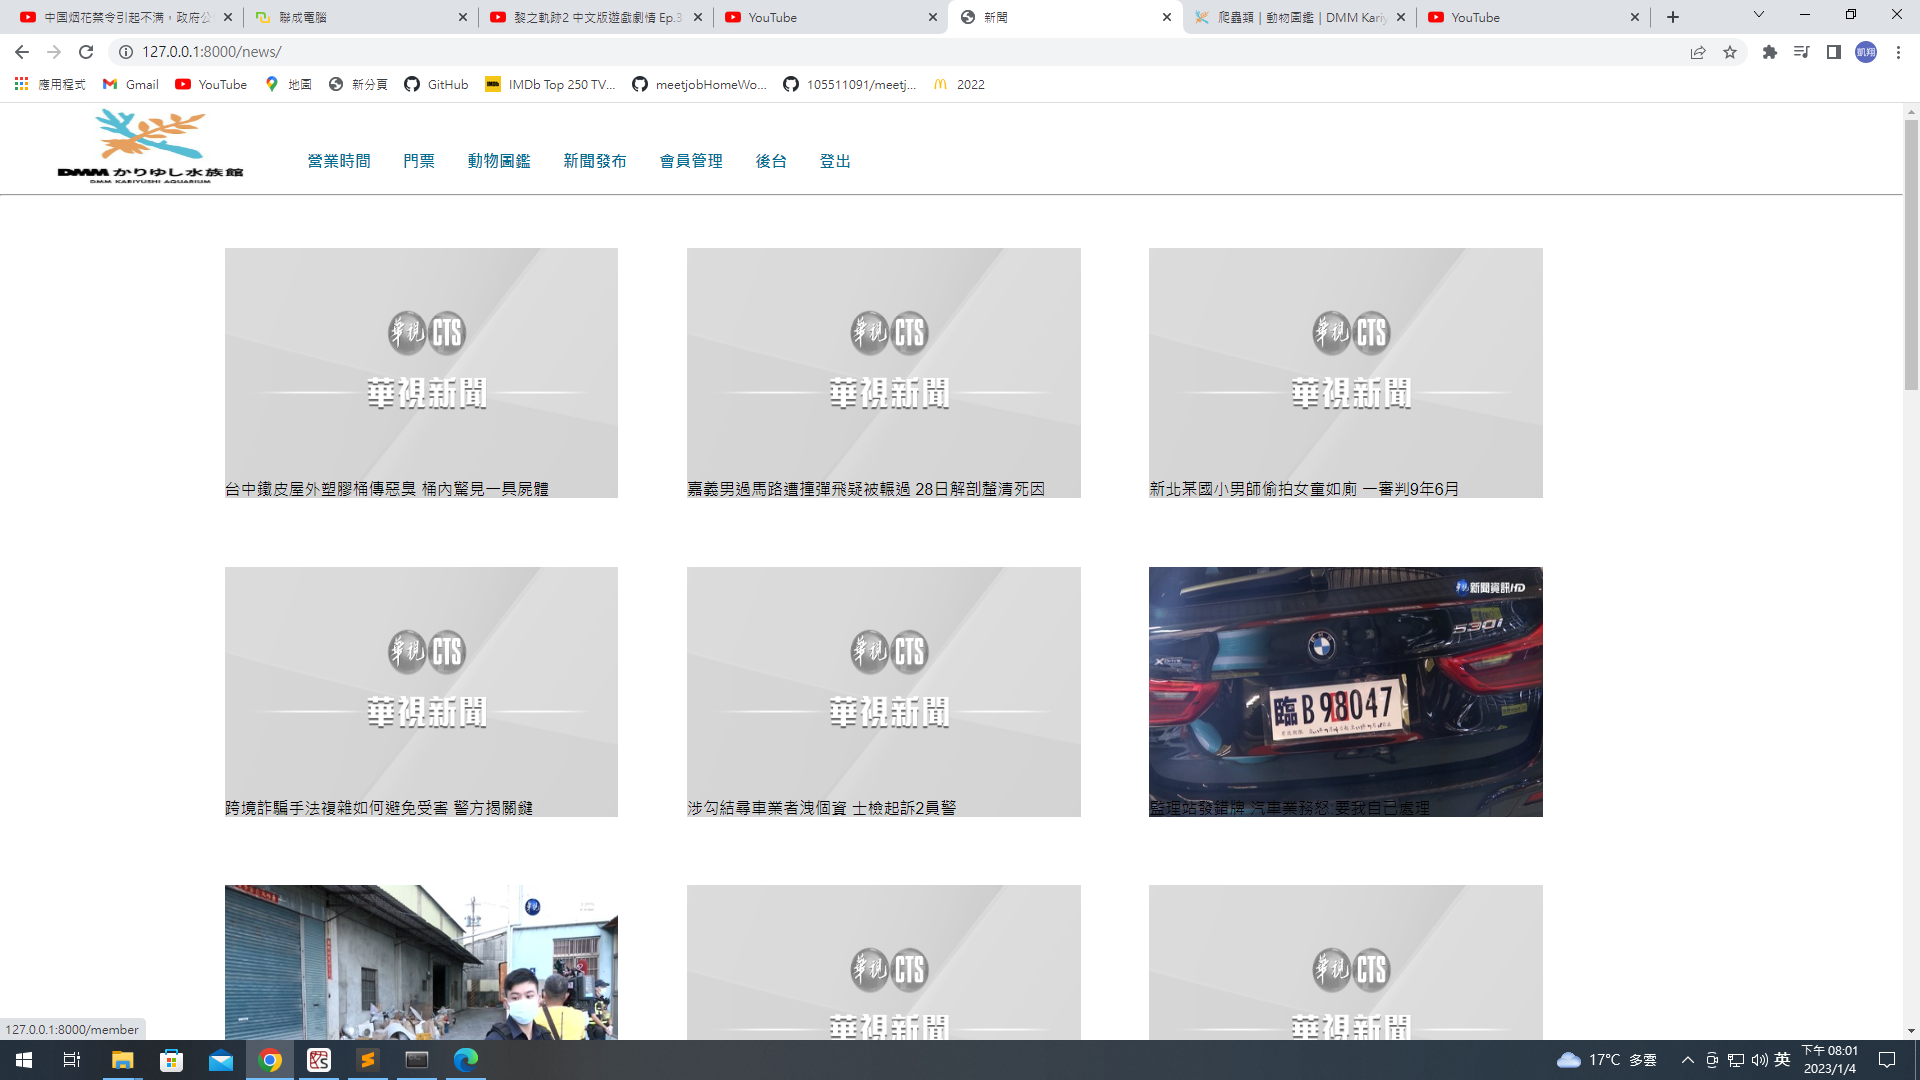 中国烟花禁令引起不满，政府公
聯成電腦
黎之軌跡2 中文版遊戲劇情 Ep.3
YouTube
新聞
爬蟲類 | 動物圖鑑 | DMM Kariy
YouTube
127.0.0.1:8000/news/
凱翔
應用程式
Gmail
YouTube
地圖
新分頁
GitHub
IMDb Top 250 TV...
meetjobHomeWo...
105511091/meetj...
2022
DMMかりゆし水族館
DMM KARIYUSHI AQUARIUM
營業時間
門票
動物圖鑑
新聞發布
會員管理
後台
登出
華視 CTS
華視新聞
台中鐵皮屋外塑膠桶傳惡臭 桶內驚見一具屍體
華視 CTS
華視新聞
嘉義男過馬路遭撞彈飛疑被輾過 28日解剖釐清死因
華視 CTS
華視新聞
新北某國小男師偷拍女童如廁 一審判9年6月
華視 CTS
華視新聞
跨境詐騙手法複雜如何避免受害 警方揭關鍵
華視 CTS
華視新聞
涉勾結尋車業者洩個資 士檢起訴2員警
新聞資訊HD
530i
臨B98047
監理站發錯牌 汽車業務怒:要我自己處理
華視 CTS
華視新聞
華視 CTS
華視新聞
127.0.0.1:8000/member
17°C 多雲
英
下午 08:01
2023/1/4